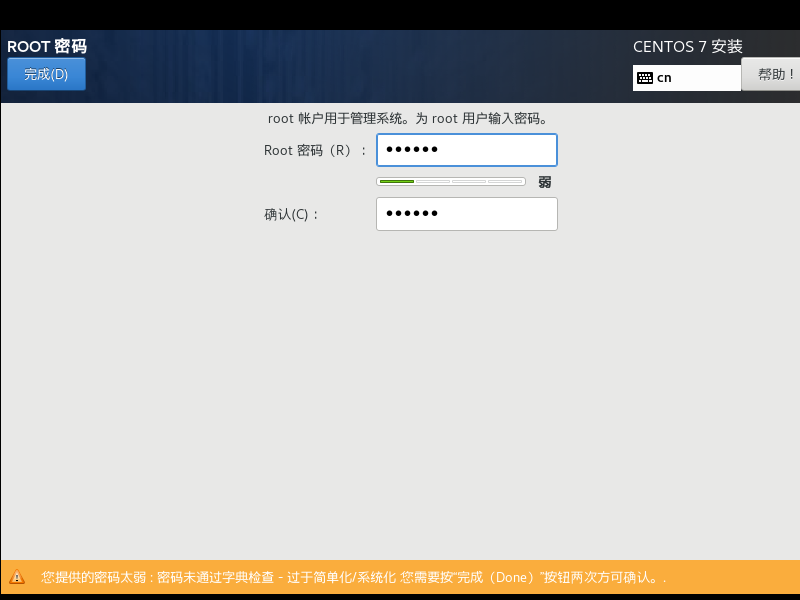 ROOT 密码
CENTOS 7 安装
完成(D)
cn
帮助！
root 帐户用于管理系统。为 root 用户输入密码。
Root 密码（R）：
••••••
弱
确认(C)：
••••••
您提供的密码太弱 : 密码未通过字典检查 - 过于简单化/系统化 您需要按“完成（Done）”按钮两次方可确认。.